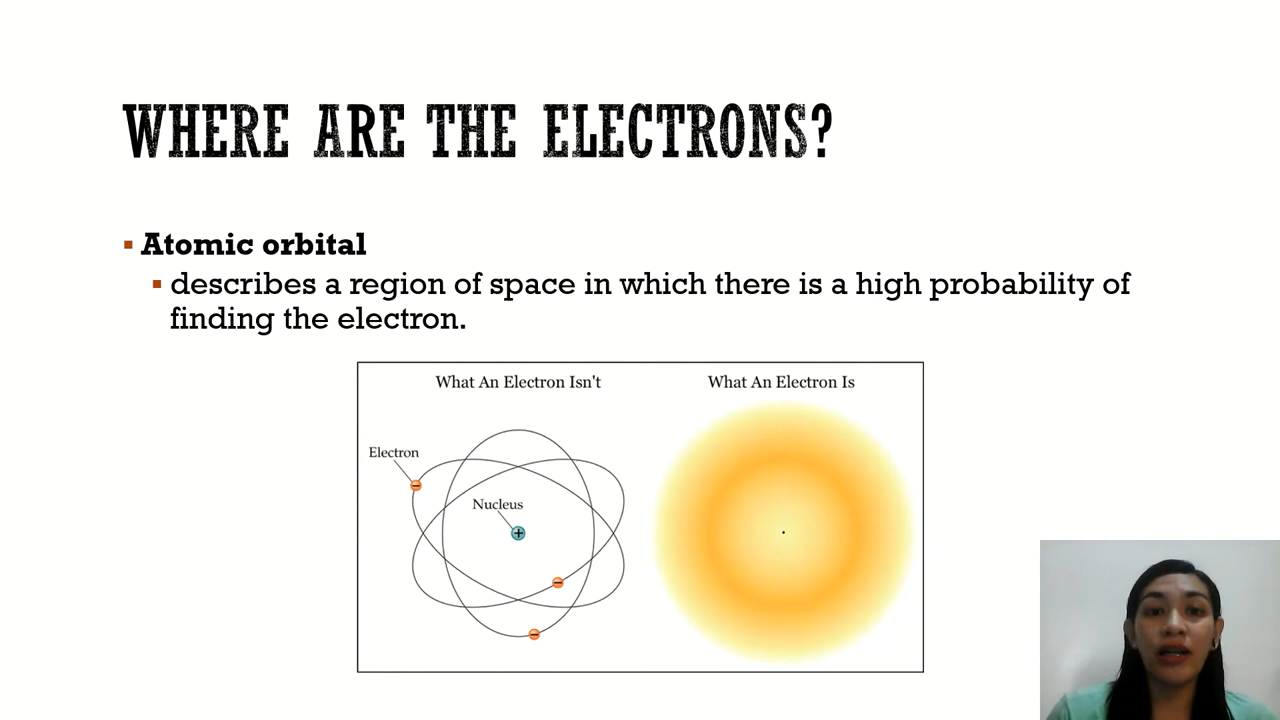 WHERE ARE THE ELECTRONS?
Atomic orbital
describes a region of space in which there is a high probability of
finding the electron.
What An Electron Isn't
What An Electron Is
Electron
Nucleus
+
−
−
−